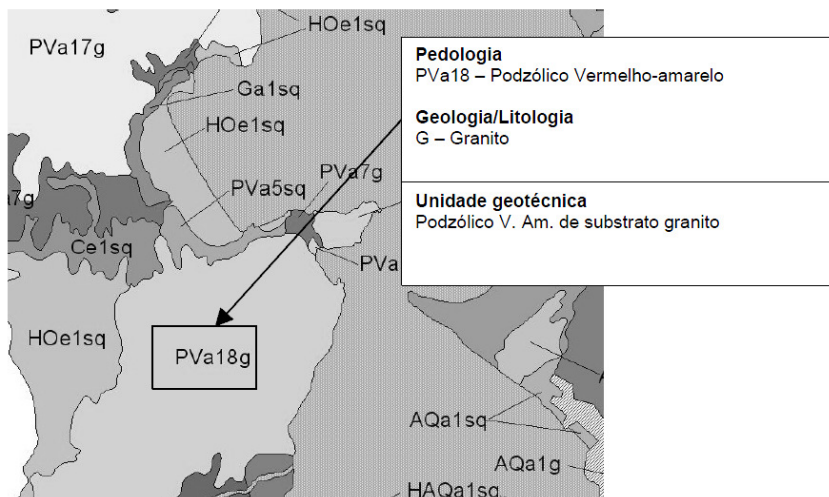 HOe1sq
PVa17g
Pedologia
PVa18 – Podzólico Vermelho-amarelo
Geologia/Litologia
G – Granito
Unidade geotécnica
Podzólico V. Am. de substrato granito
Ga1sq
HOe1sq
PVa7g
PVa5sq
a7g
Ce1sq
PVa
HOe1sq
PVa18g
AQa1sq
AQa1g
HAQa1sq